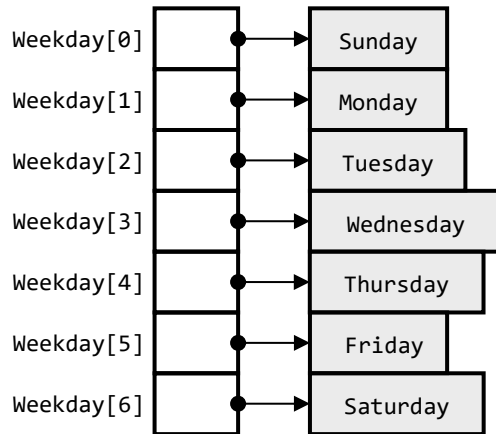 Weekday[0] Sunday
Weekday[1] Monday
Weekday[2] Tuesday
Weekday[3] Wednesday
Weekday[4] Thursday
Weekday[5] Friday
Weekday[6] Saturday